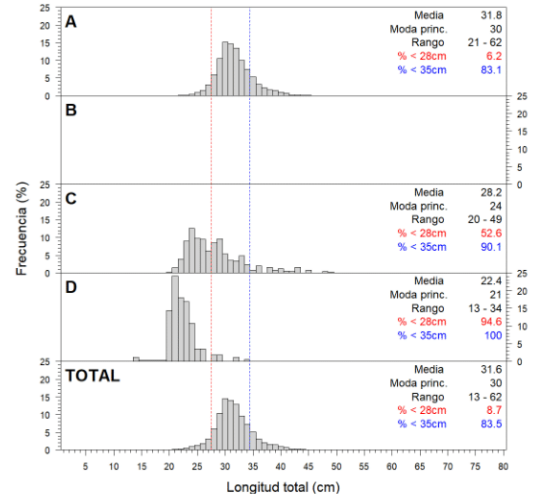 25
20
15
10
5
0
A
Media 31.8
Moda princ. 30
Rango 21 - 62
% < 28cm 6.2
% < 35cm 83.1
B
25
20
15
10
5
0
25
20
15
10
5
0
C
Media 28.2
Moda princ. 24
Rango 20 - 49
% < 28cm 52.6
% < 35cm 90.1
D
Media 22.4
Moda princ. 21
Rango 13 - 34
% < 28cm 94.6
% < 35cm 100
25
20
15
10
5
0
25
20
15
10
5
0
TOTAL
Media 31.6
Moda princ. 30
Rango 13 - 62
% < 28cm 8.7
% < 35cm 83.5
Frecuencia (%)
5 10 15 20 25 30 35 40 45 50 55 60 65 70 75 80
Longitud total (cm)